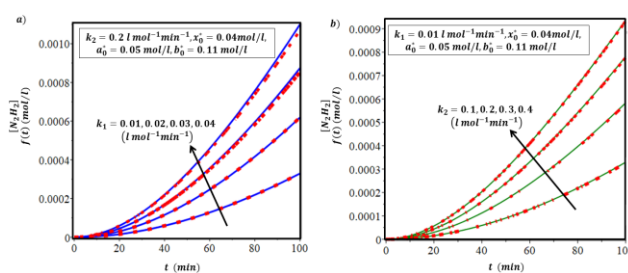 a)
k₂ = 0.2 l mol⁻¹min⁻¹, x₀* = 0.04mol/l,
a₀* = 0.05 mol/l, b₀* = 0.11 mol/l
k₁ = 0.01, 0.02, 0.03, 0.04
(l mol⁻¹min⁻¹)
[N₂H₂]
f(t) (mol/l)
0.0010
0.0008
0.0006
0.0004
0.0002
0
0 20 40 60 80 100
t (min)
b)
k₁ = 0.01 l mol⁻¹min⁻¹, x₀* = 0.04mol/l,
a₀* = 0.05 mol/l, b₀* = 0.11 mol/l
k₂ = 0.1, 0.2, 0.3, 0.4
(l mol⁻¹min⁻¹)
[N₂H₂]
f(t) (mol/l)
0.0009
0.0008
0.0007
0.0006
0.0005
0.0004
0.0003
0.0002
0.0001
0
0 20 40 60 80 100
t (min)